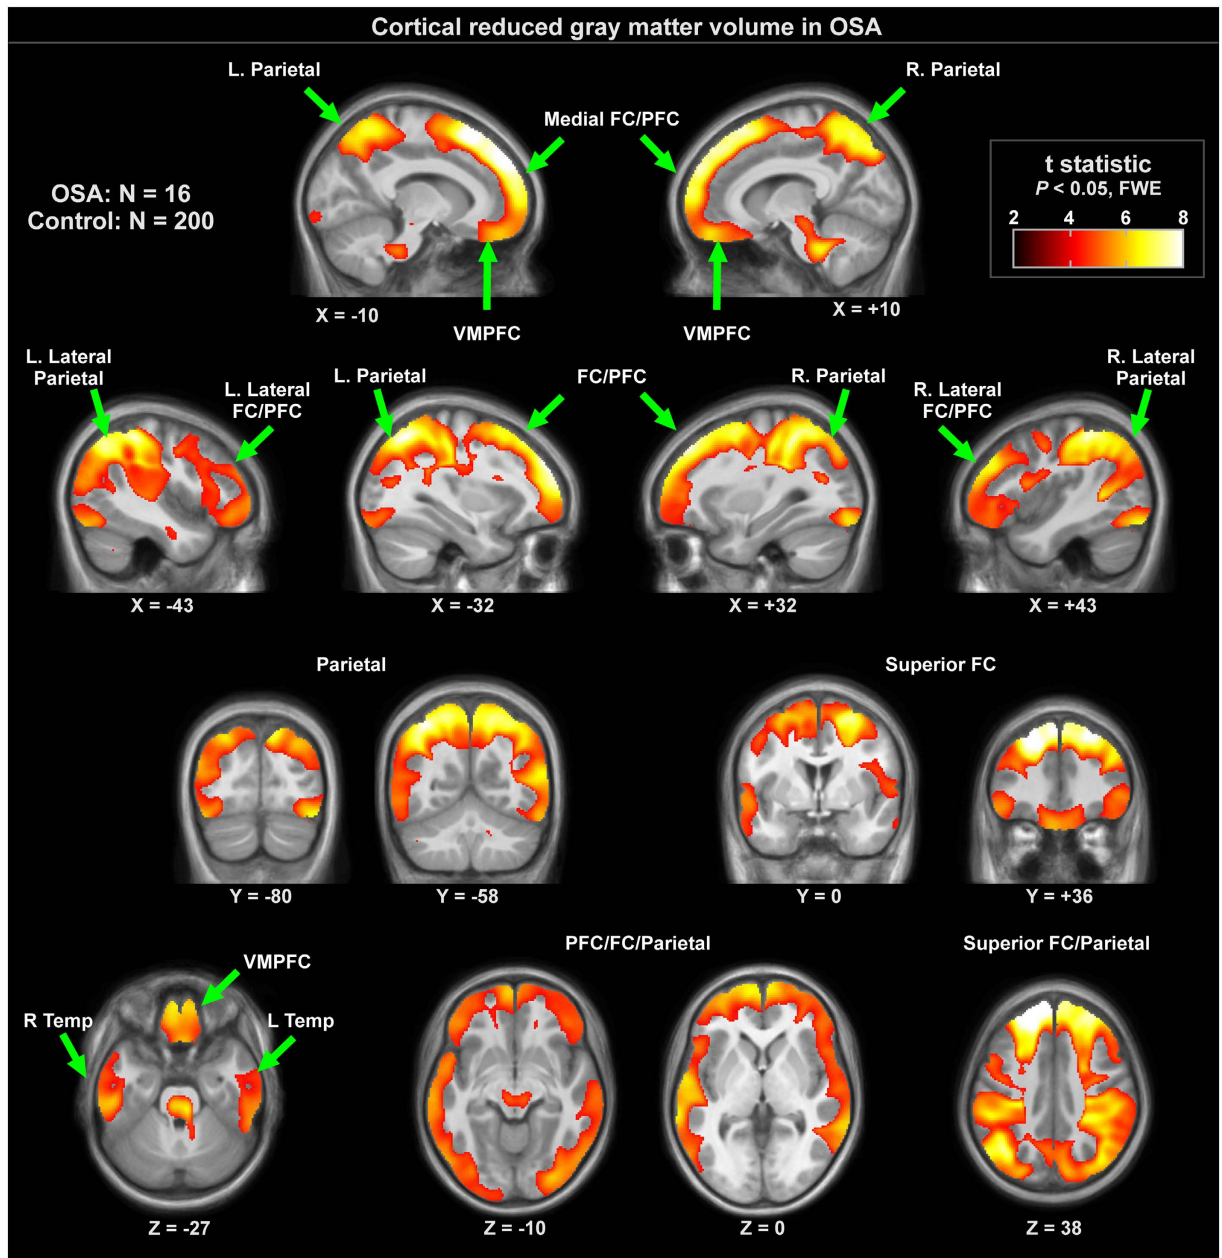 Cortical reduced gray matter volume in OSA
L. Parietal
R. Parietal
Medial FC/PFC
OSA: N = 16
Control: N = 200
t statistic
P < 0.05, FWE
2 4 6 8
X = -10
X = +10
VMPFC
VMPFC
L. Lateral
Parietal
L. Lateral
FC/PFC
L. Parietal
FC/PFC
R. Parietal
R. Lateral
FC/PFC
R. Lateral
Parietal
X = -43
X = -32
X = +32
X = +43
Parietal
Superior FC
Y = -80
Y = -58
Y = 0
Y = +36
VMPFC
R Temp
L Temp
PFC/FC/Parietal
Superior FC/Parietal
Z = -27
Z = -10
Z = 0
Z = 38